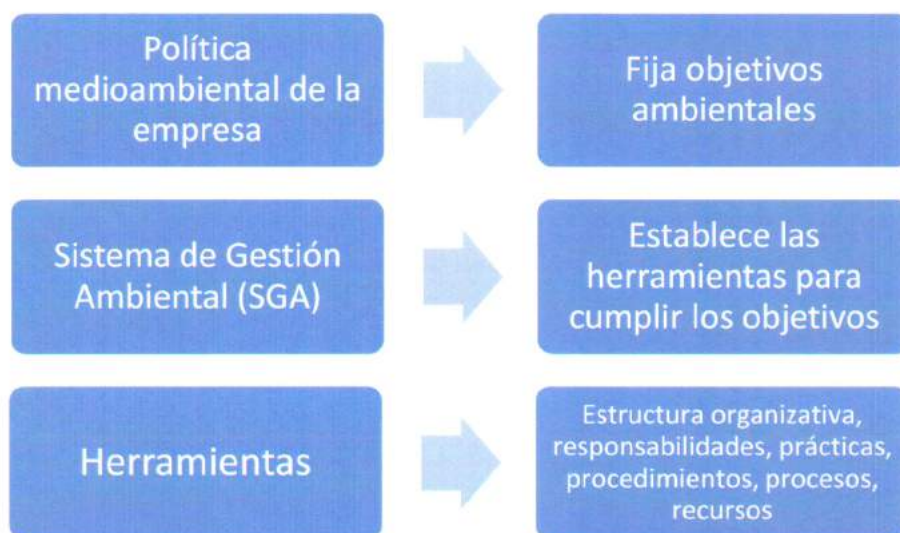 Política
medioambiental de la
empresa
Fija objetivos
ambientales
Sistema de Gestión
Ambiental (SGA)
Establece las
herramientas para
cumplir los objetivos
Herramientas
Estructura organizativa,
responsabilidades, prácticas,
procedimientos, procesos,
recursos